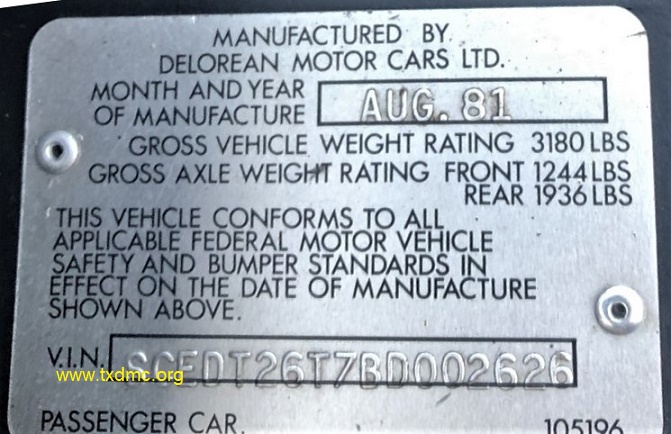 MANUFACTURED BY
DELOREAN MOTOR CARS LTD.
MONTH AND YEAR
OF MANUFACTURE AUG. 81
GROSS VEHICLE WEIGHT RATING 3180 LBS
GROSS AXLE WEIGHT RATING FRONT 1244 LBS
REAR 1936 LBS
THIS VEHICLE CONFORMS TO ALL
APPLICABLE FEDERAL MOTOR VEHICLE
SAFETY AND BUMPER STANDARDS IN
EFFECT ON THE DATE OF MANUFACTURE
SHOWN ABOVE.
V.I.N. SCEDT26T7BD002626
www.txdmc.org
PASSENGER CAR. 105196